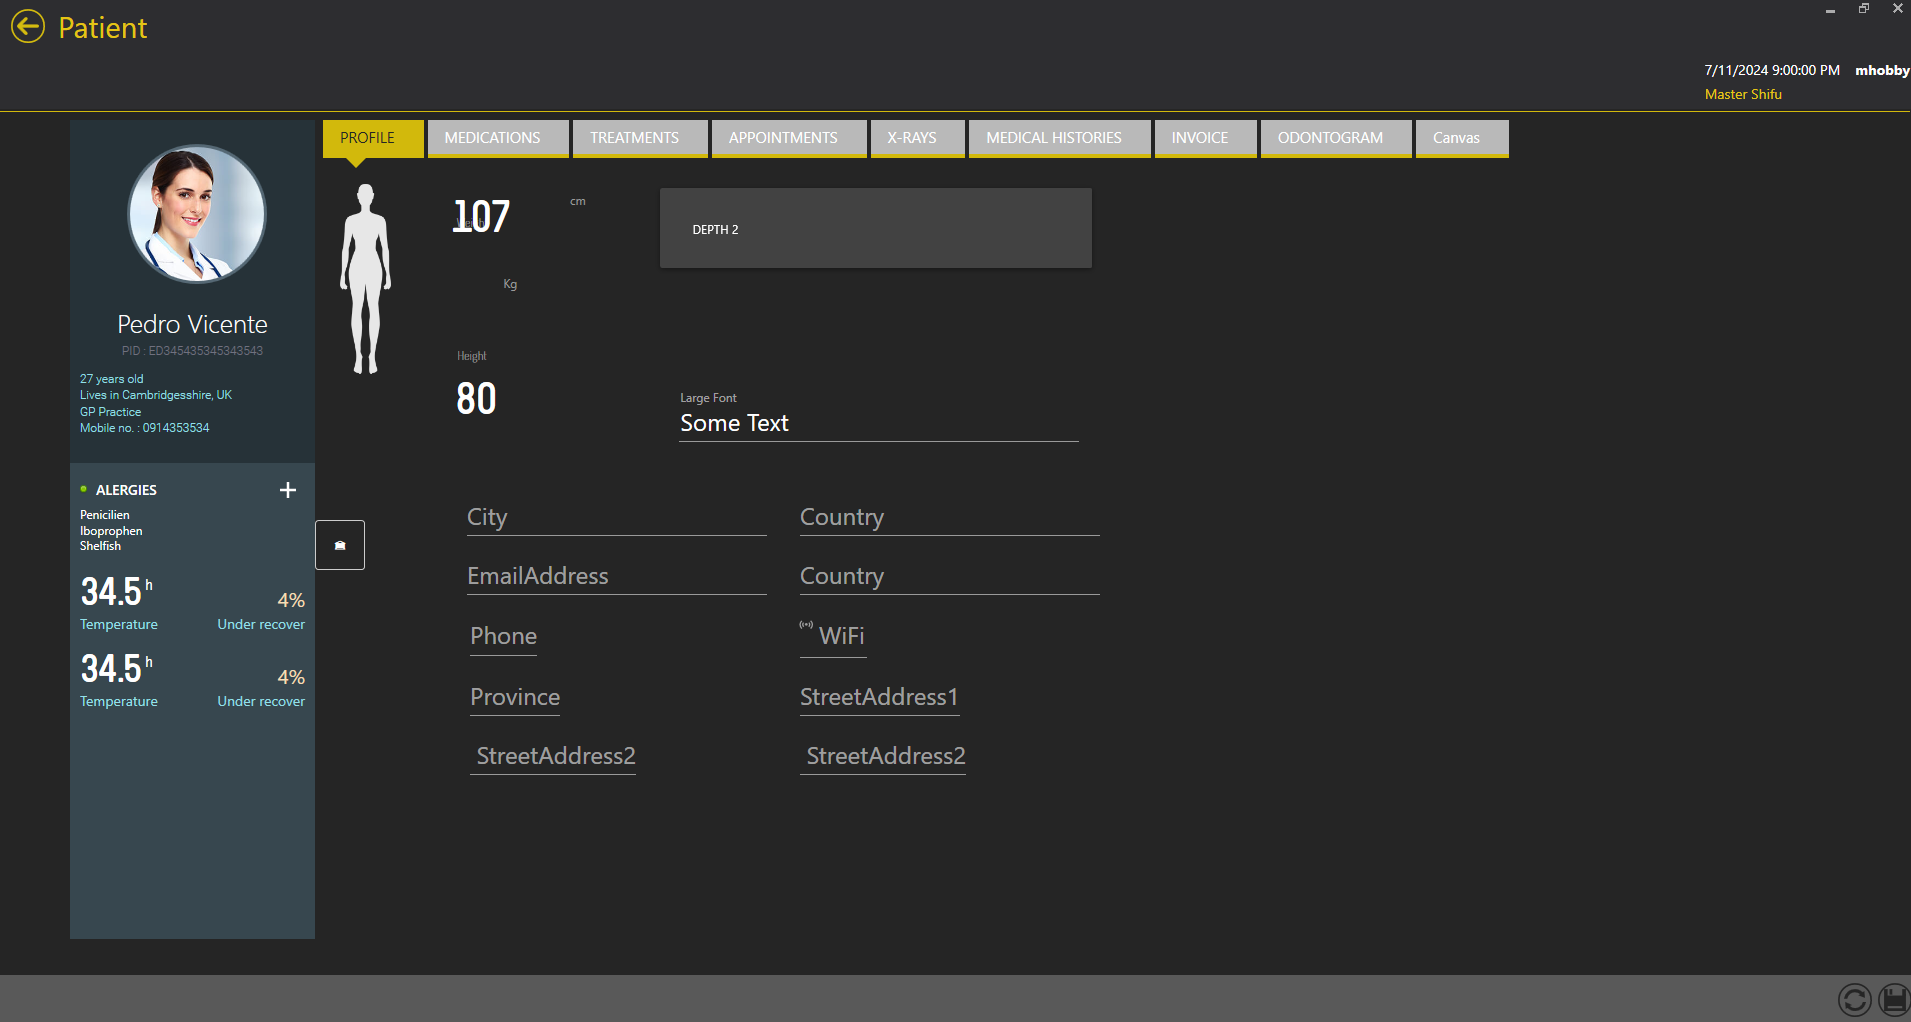 Patient
7/11/2024 9:00:00 PM mhobby
Master Shifu
PROFILE MEDICATIONS TREATMENTS APPOINTMENTS X-RAYS MEDICAL HISTORIES INVOICE ODONTOGRAM Canvas
Pedro Vicente
PID : ED345435345343543
27 years old
Lives in Cambridgesshire, UK
GP Practice
Mobile no. : 0914353534
ALERGIES
Penicilien
Iboprophen
Shelfish
34.5 h
4%
Temperature Under recover
34.5 h
4%
Temperature Under recover
107 cm
Kg
Height
80
DEPTH 2
Large Font
Some Text
City Country
EmailAddress Country
Phone WiFi
Province StreetAddress1
StreetAddress2 StreetAddress2